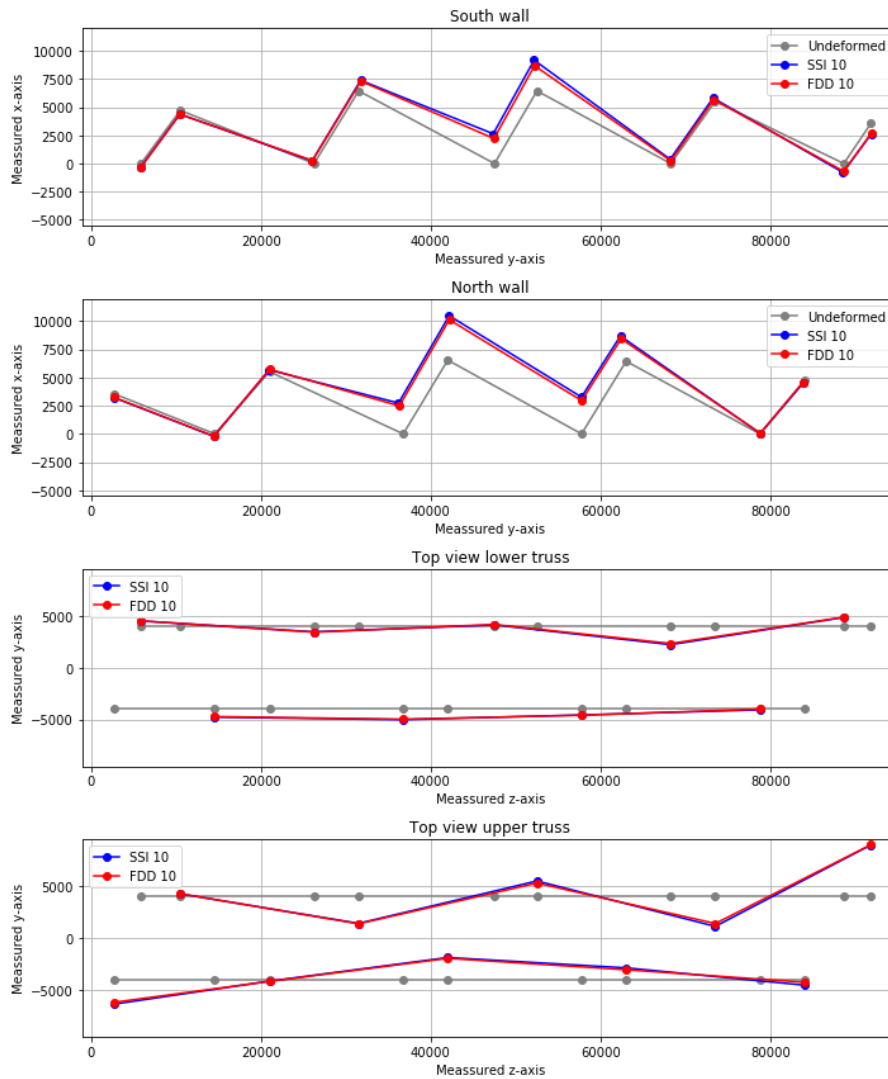 South wall
10000
7500
5000
2500
0
−2500
−5000
Meassured x-axis
Undeformed
SSI 10
FDD 10
0 20000 40000 60000 80000
Meassured y-axis
North wall
10000
7500
5000
2500
0
−2500
−5000
Meassured x-axis
Undeformed
SSI 10
FDD 10
0 20000 40000 60000 80000
Meassured y-axis
Top view lower truss
5000
0
−5000
Meassured y-axis
SSI 10
FDD 10
0 20000 40000 60000 80000
Meassured z-axis
Top view upper truss
5000
0
−5000
Meassured y-axis
SSI 10
FDD 10
0 20000 40000 60000 80000
Meassured z-axis